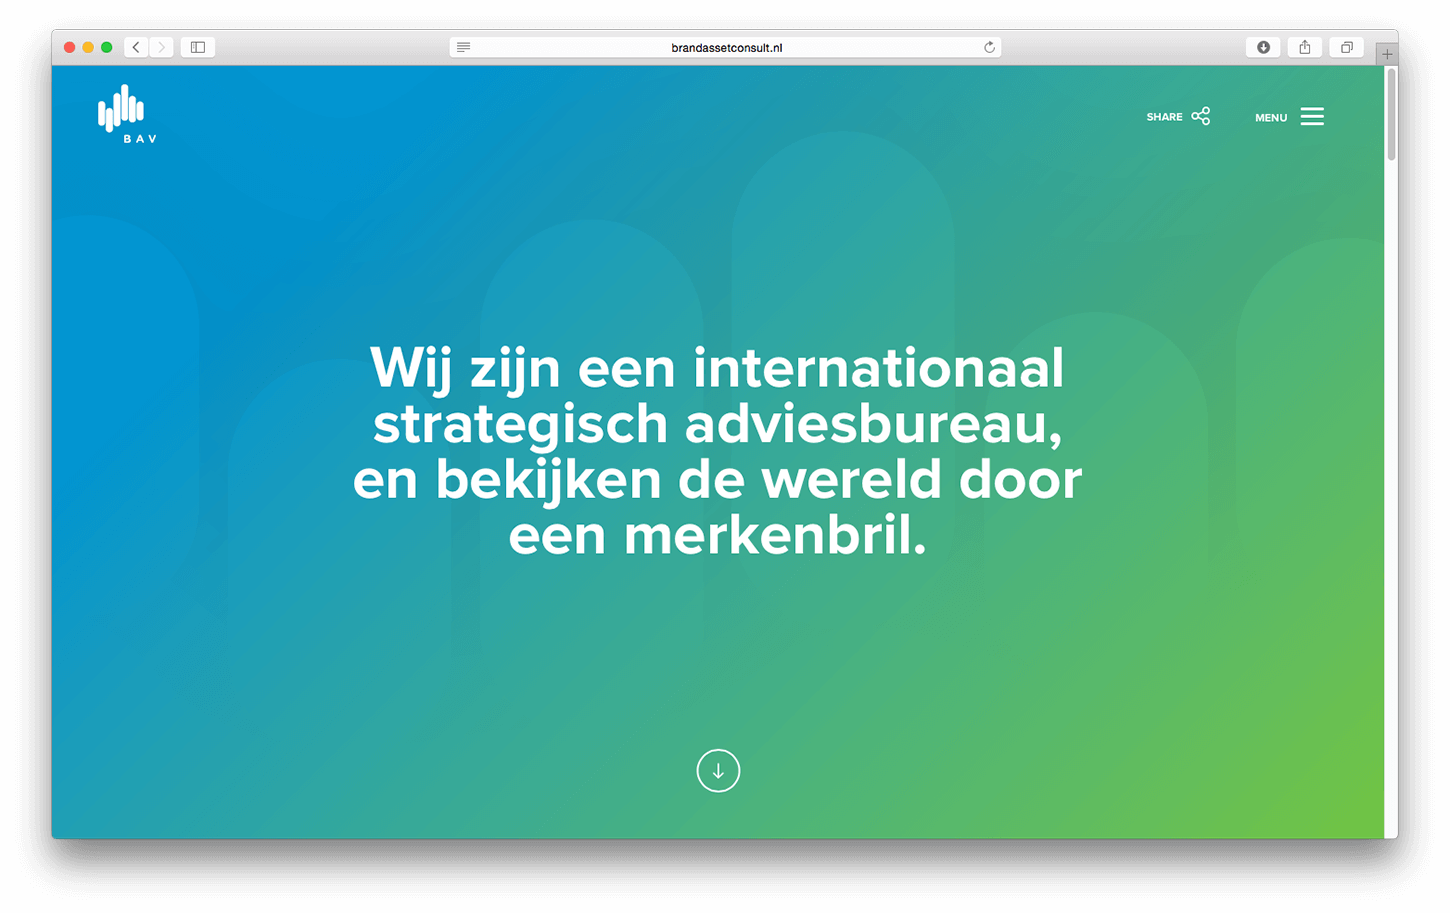 brandassetconsult.nl
BAV
SHARE
MENU
Wij zijn een internationaal
strategisch adviesbureau,
en bekijken de wereld door
een merkenbril.